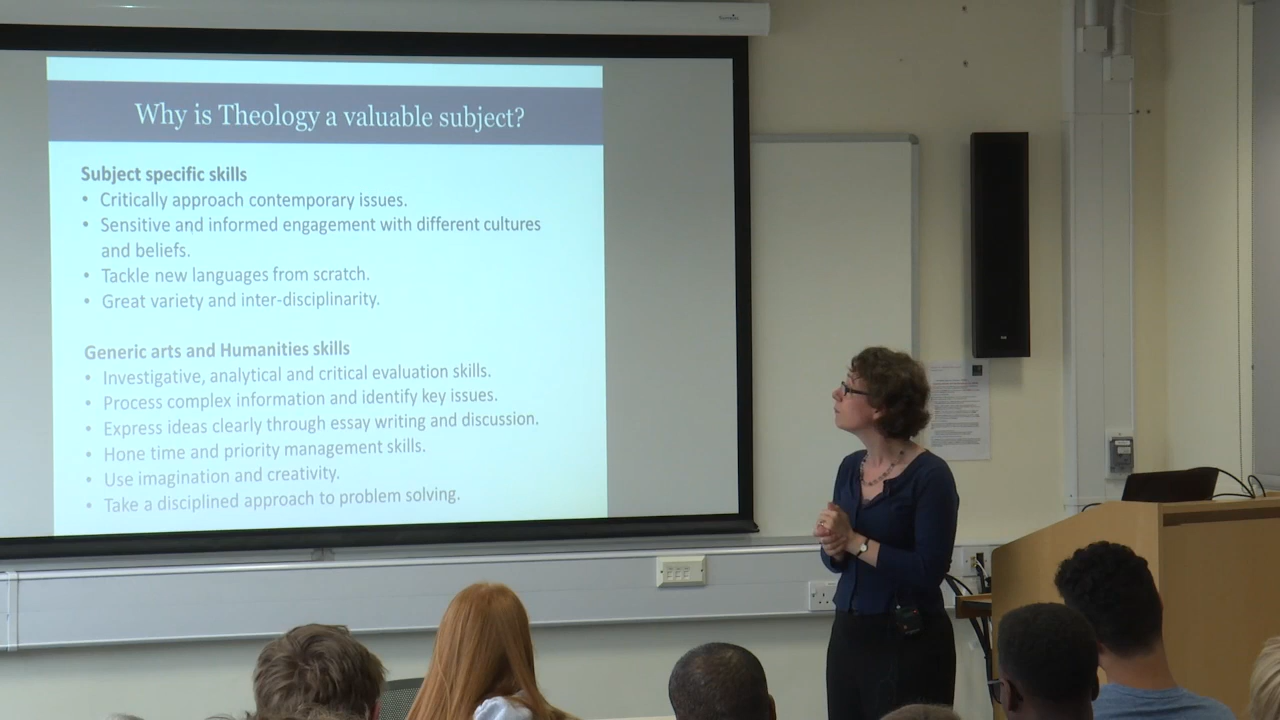 Why is Theology a valuable subject?
Subject specific skills
• Critically approach contemporary issues.
• Sensitive and informed engagement with different cultures
and beliefs.
• Tackle new languages from scratch.
• Great variety and inter-disciplinarity.
Generic arts and Humanities skills
• Investigative, analytical and critical evaluation skills.
• Process complex information and identify key issues.
• Express ideas clearly through essay writing and discussion.
• Hone time and priority management skills.
• Use imagination and creativity.
• Take a disciplined approach to problem solving.